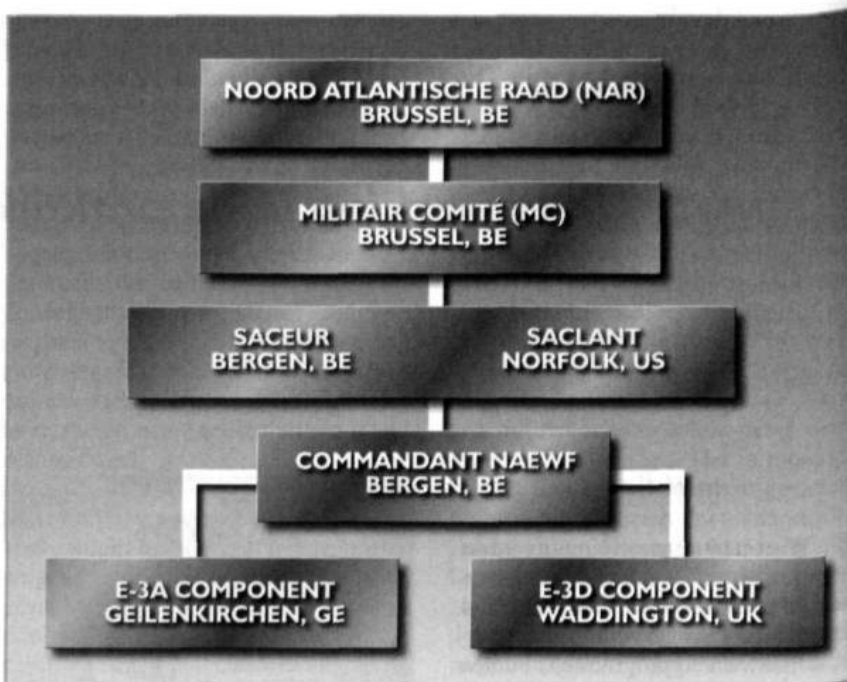 NOORD ATLANTISCHE RAAD (NAR)
BRUSSEL, BE
MILITAIR COMITÉ (MC)
BRUSSEL, BE
SACEUR
BERGEN, BE
SACLANT
NORFOLK, US
COMMANDANT NAEWF
BERGEN, BE
E-3A COMPONENT
GEILENKIRCHEN, GE
E-3D COMPONENT
WADDINGTON, UK